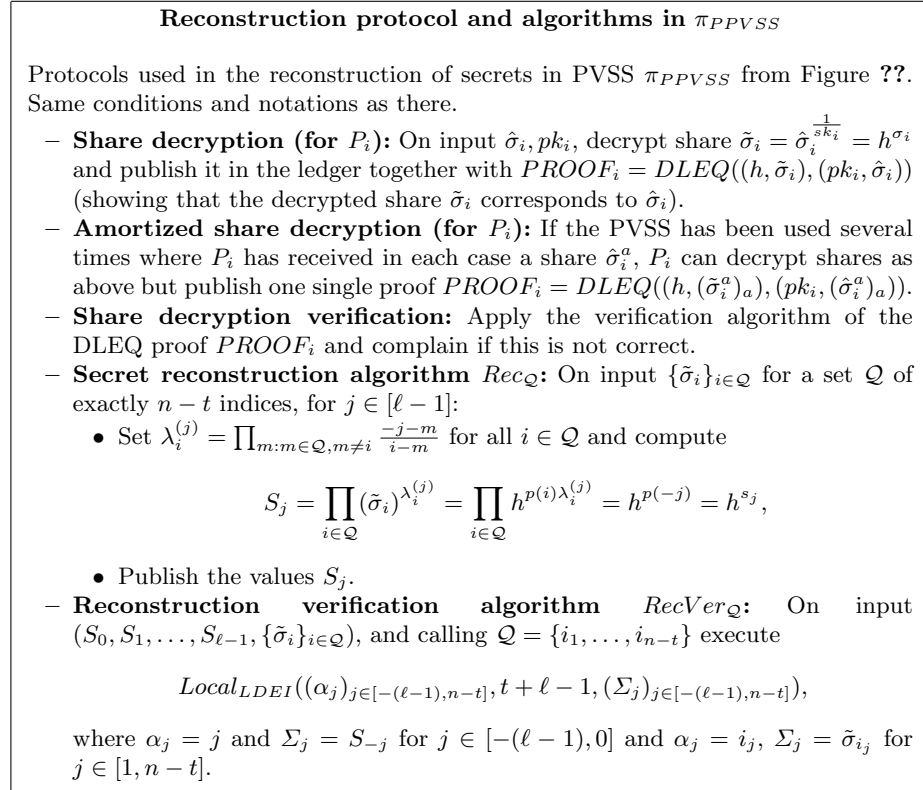 Reconstruction protocol and algorithms in π_{PPVSS}
Protocols used in the reconstruction of secrets in PVSS π_{PPVSS} from Figure ??.
Same conditions and notations as there.
– Share decryption (for P_i): On input σ̂_i, pk_i, decrypt share σ̃_i = σ̂_i^{\frac{1}{sk_i}} = h^{σ_i}
and publish it in the ledger together with PROOF_i = DLEQ((h, σ̃_i), (pk_i, σ̂_i))
(showing that the decrypted share σ̃_i corresponds to σ̂_i).
– Amortized share decryption (for P_i): If the PVSS has been used several
times where P_i has received in each case a share σ̂_i^a, P_i can decrypt shares as
above but publish one single proof PROOF_i = DLEQ((h, (σ̃_i^a)_a), (pk_i, (σ̂_i^a)_a)).
– Share decryption verification: Apply the verification algorithm of the
DLEQ proof PROOF_i and complain if this is not correct.
– Secret reconstruction algorithm Rec_Q: On input {σ̃_i}_{i∈Q} for a set Q of
exactly n − t indices, for j ∈ [ℓ − 1]:
• Set λ_i^{(j)} = ∏_{m:m∈Q,m≠i} \frac{−j−m}{i−m} for all i ∈ Q and compute
S_j = ∏_{i∈Q} (σ̃_i)^{λ_i^{(j)}} = ∏_{i∈Q} h^{p(i)λ_i^{(j)}} = h^{p(−j)} = h^{s_j},
• Publish the values S_j.
– Reconstruction verification algorithm RecVer_Q: On input
(S_0, S_1, . . . , S_{ℓ−1}, {σ̃_i}_{i∈Q}), and calling Q = {i_1, . . . , i_{n−t}} execute
Local_{LDEI}((α_j)_{j∈[−(ℓ−1),n−t]}, t + ℓ − 1, (Σ_j)_{j∈[−(ℓ−1),n−t]}),
where α_j = j and Σ_j = S_{−j} for j ∈ [−(ℓ − 1), 0] and α_j = i_j, Σ_j = σ̃_{i_j} for
j ∈ [1, n − t].